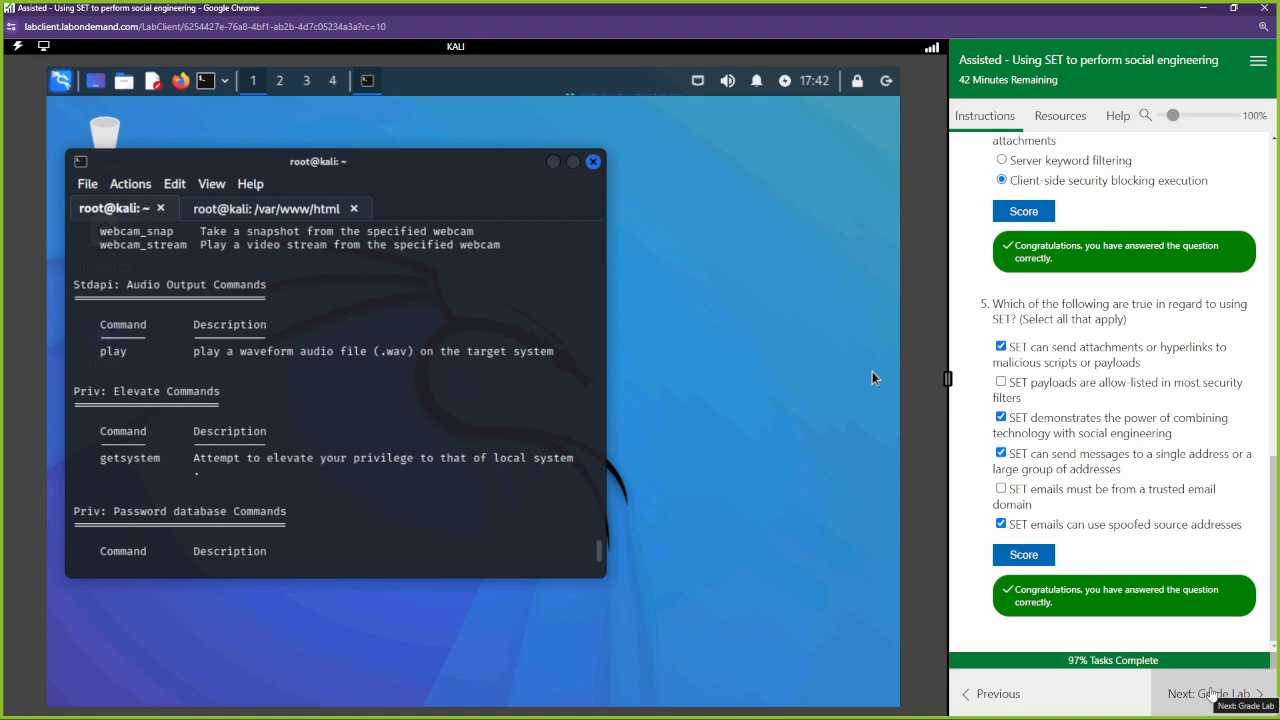 Assisted - Using SET to perform social engineering - Google Chrome
labclient.labondemand.com/LabClient/6254427e-76a8-4bf1-ab2b-4d7c05234a3a?rc=10
KALI
1 2 3 4
17:42
root@kali: ~
File Actions Edit View Help
root@kali: ~ × root@kali: /var/www/html ×
webcam_snap Take a snapshot from the specified webcam
webcam_stream Play a video stream from the specified webcam
Stdapi: Audio Output Commands
Command Description
play play a waveform audio file (.wav) on the target system
Priv: Elevate Commands
Command Description
getsystem Attempt to elevate your privilege to that of local system
.
Priv: Password database Commands
Command Description
Assisted - Using SET to perform social engineering
42 Minutes Remaining
Instructions Resources Help 100%
attachments
Server keyword filtering
Client-side security blocking execution
Score
Congratulations, you have answered the question
correctly.
5. Which of the following are true in regard to using
SET? (Select all that apply)
SET can send attachments or hyperlinks to
malicious scripts or payloads
SET payloads are allow-listed in most security
filters
SET demonstrates the power of combining
technology with social engineering
SET can send messages to a single address or a
large group of addresses
SET emails must be from a trusted email
domain
SET emails can use spoofed source addresses
Score
Congratulations, you have answered the question
correctly.
97% Tasks Complete
Previous
Next: Grade Lab
Next: Grade Lab